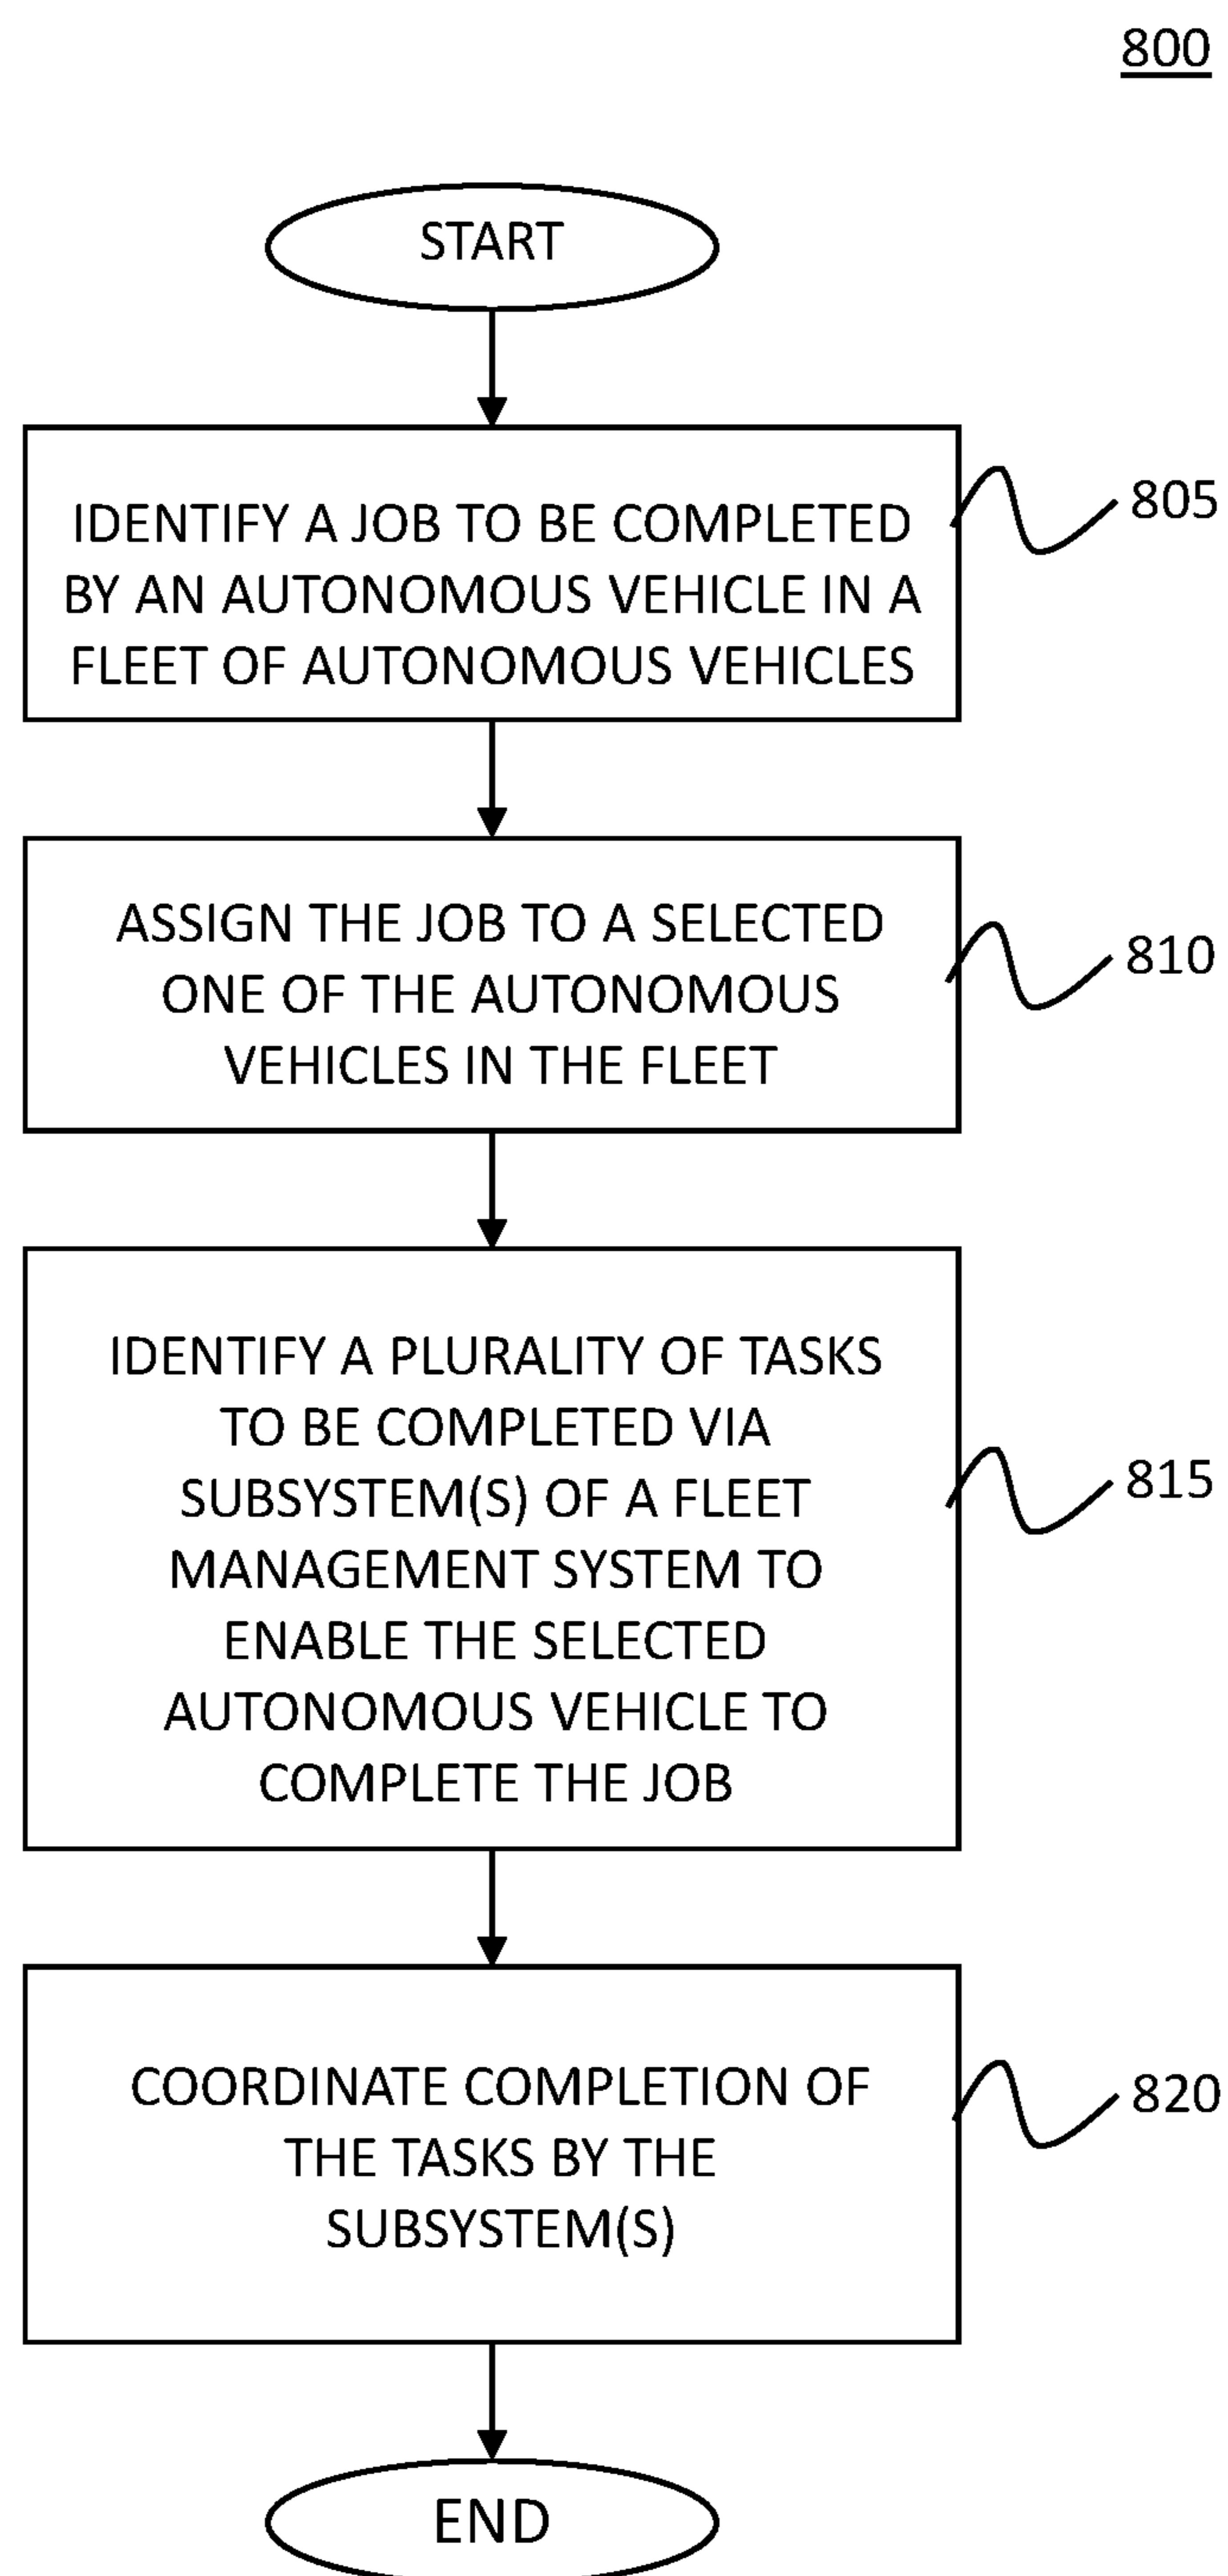 800
START
IDENTIFY A JOB TO BE COMPLETED
BY AN AUTONOMOUS VEHICLE IN A
FLEET OF AUTONOMOUS VEHICLES
805
ASSIGN THE JOB TO A SELECTED
ONE OF THE AUTONOMOUS
VEHICLES IN THE FLEET
810
IDENTIFY A PLURALITY OF TASKS
TO BE COMPLETED VIA
SUBSYSTEM(S) OF A FLEET
MANAGEMENT SYSTEM TO
ENABLE THE SELECTED
AUTONOMOUS VEHICLE TO
COMPLETE THE JOB
815
COORDINATE COMPLETION OF
THE TASKS BY THE
SUBSYSTEM(S)
820
END